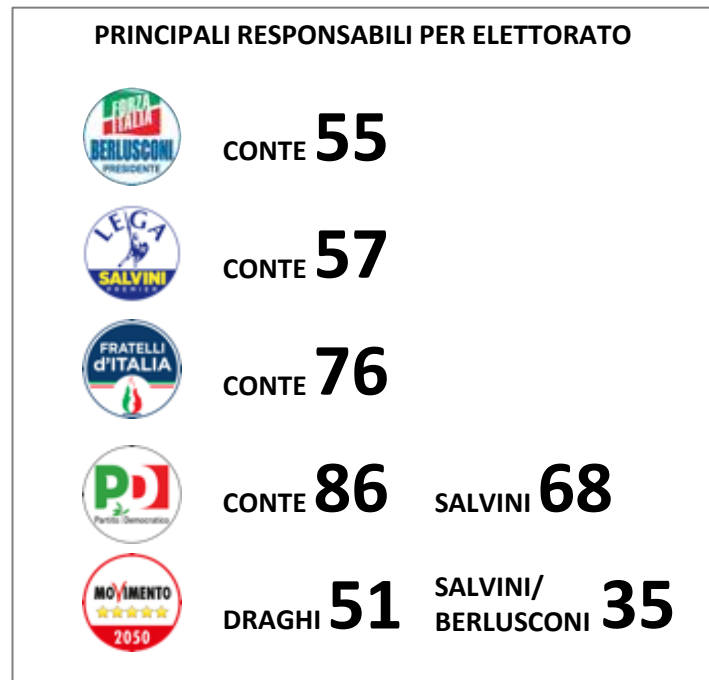 PRINCIPALI RESPONSABILI PER ELETTORATO
FORZA
ITALIA
BERLUSCONI
PRESIDENTE
CONTE 55
LEGA
SALVINI
PREMIER
CONTE 57
FRATELLI
d'ITALIA
CONTE 76
PD
Partito Democratico
CONTE 86 SALVINI 68
MOVIMENTO
2050
DRAGHI 51 SALVINI/
BERLUSCONI 35